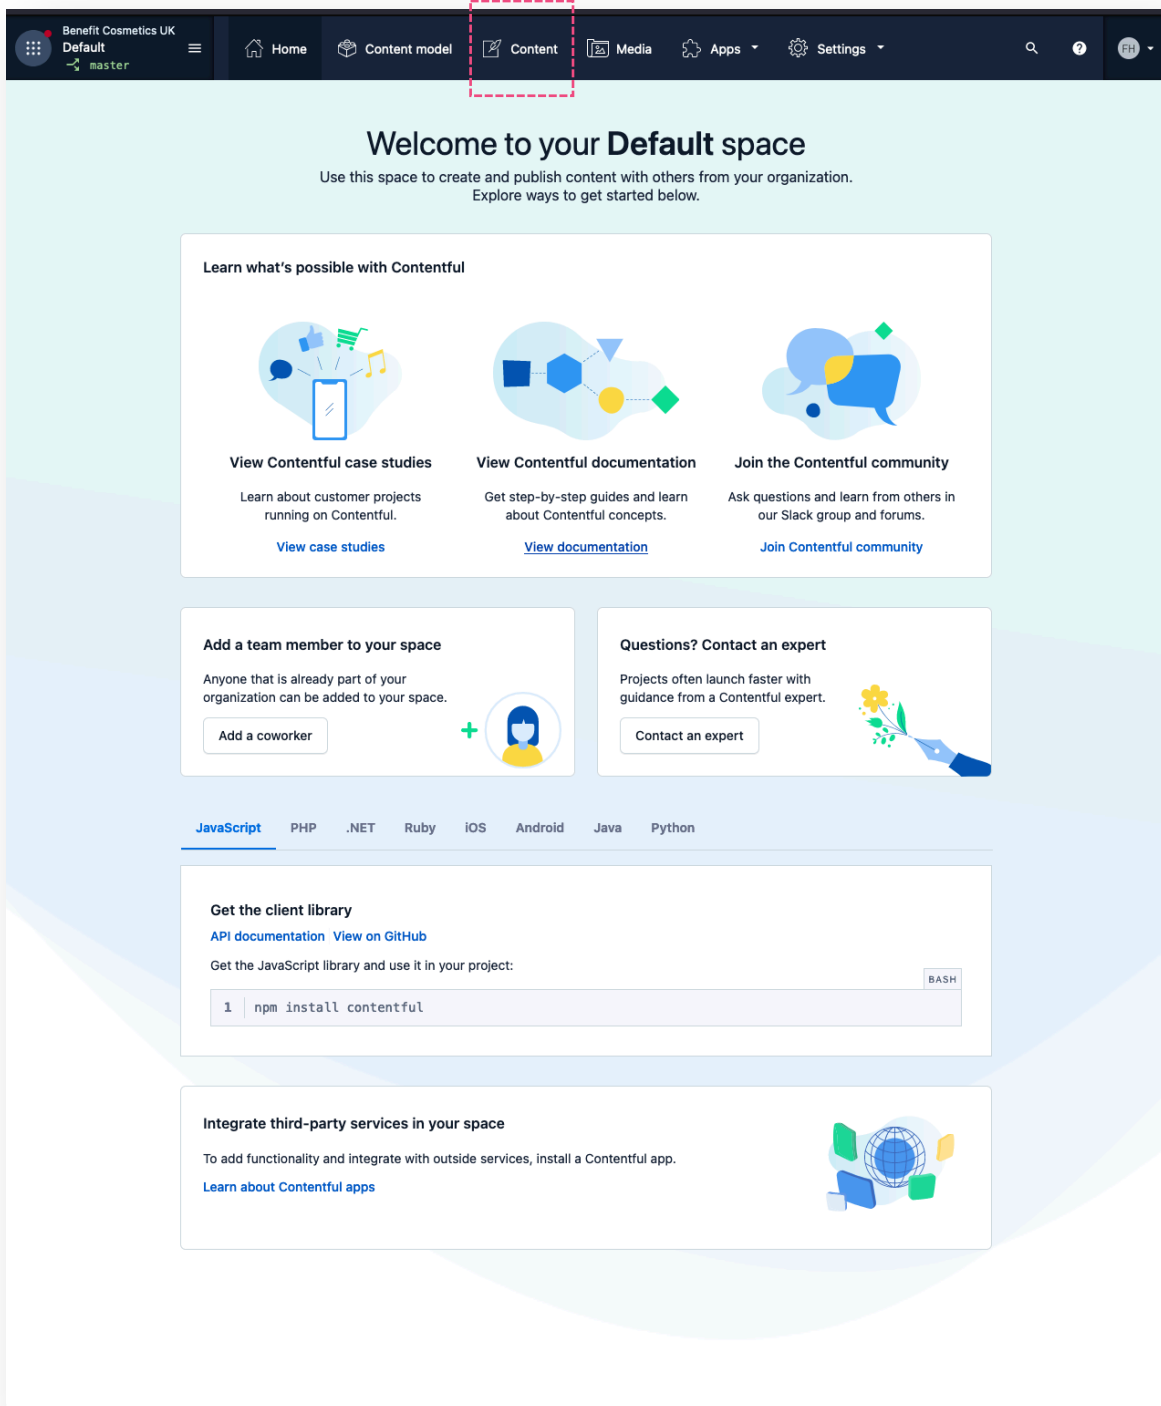 Benefit Cosmetics UK
Default
master
Home
Content model
Content
Media
Apps
Settings
?
FH
Welcome to your Default space
Use this space to create and publish content with others from your organization.
Explore ways to get started below.
Learn what's possible with Contentful
View Contentful case studies
Learn about customer projects
running on Contentful.
View case studies
View Contentful documentation
Get step-by-step guides and learn
about Contentful concepts.
View documentation
Join the Contentful community
Ask questions and learn from others in
our Slack group and forums.
Join Contentful community
Add a team member to your space
Anyone that is already part of your
organization can be added to your space.
Add a coworker
Questions? Contact an expert
Projects often launch faster with
guidance from a Contentful expert.
Contact an expert
JavaScript PHP .NET Ruby iOS Android Java Python
Get the client library
API documentation View on GitHub
Get the JavaScript library and use it in your project:
BASH
1 npm install contentful
Integrate third-party services in your space
To add functionality and integrate with outside services, install a Contentful app.
Learn about Contentful apps